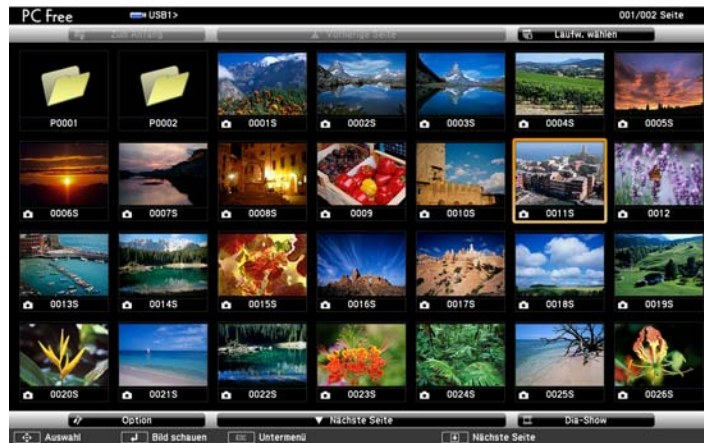 PC Free USB1> 001/002 Seite
Zum Anfang ▲ Vorherige Seite Laufw. wählen
P0001 P0002 0001S 0002S 0003S 0004S 0005S
0006S 0007S 0008S 0009 0010S 0011S 0012
0013S 0014S 0015S 0016S 0017S 0018S 0019S
0020S 0021S 0022S 0023S 0024S 0025S 0026S
Option ▼ Nächste Seite Dia-Show
Auswahl Bild schauen Esc Untermenü Nächste Seite